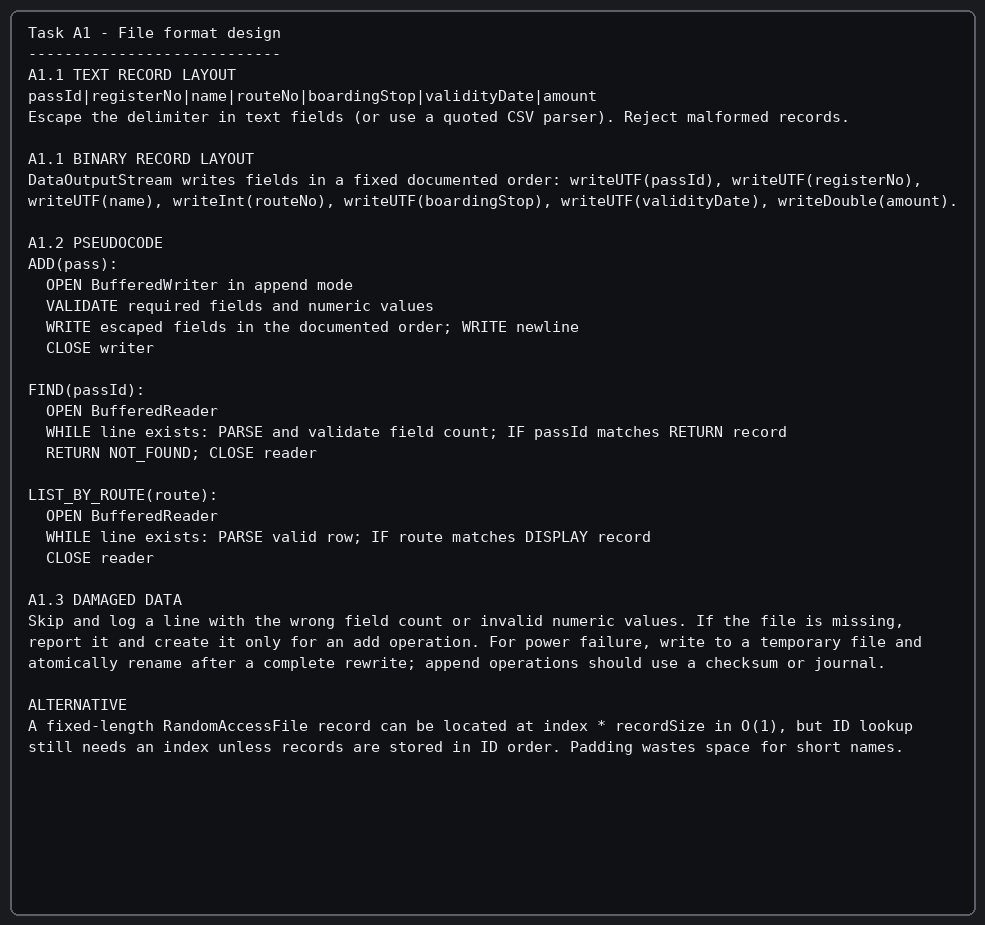 Task A1 - File format design
----------------------------
A1.1 TEXT RECORD LAYOUT
passId|registerNo|name|routeNo|boardingStop|validityDate|amount
Escape the delimiter in text fields (or use a quoted CSV parser). Reject malformed records.

A1.1 BINARY RECORD LAYOUT
DataOutputStream writes fields in a fixed documented order: writeUTF(passId), writeUTF(registerNo),
writeUTF(name), writeInt(routeNo), writeUTF(boardingStop), writeUTF(validityDate), writeDouble(amount).

A1.2 PSEUDOCODE
ADD(pass):
  OPEN BufferedWriter in append mode
  VALIDATE required fields and numeric values
  WRITE escaped fields in the documented order; WRITE newline
  CLOSE writer

FIND(passId):
  OPEN BufferedReader
  WHILE line exists: PARSE and validate field count; IF passId matches RETURN record
  RETURN NOT_FOUND; CLOSE reader

LIST_BY_ROUTE(route):
  OPEN BufferedReader
  WHILE line exists: PARSE valid row; IF route matches DISPLAY record
  CLOSE reader

A1.3 DAMAGED DATA
Skip and log a line with the wrong field count or invalid numeric values. If the file is missing,
report it and create it only for an add operation. For power failure, write to a temporary file and
atomically rename after a complete rewrite; append operations should use a checksum or journal.

ALTERNATIVE
A fixed-length RandomAccessFile record can be located at index * recordSize in O(1), but ID lookup
still needs an index unless records are stored in ID order. Padding wastes space for short names.